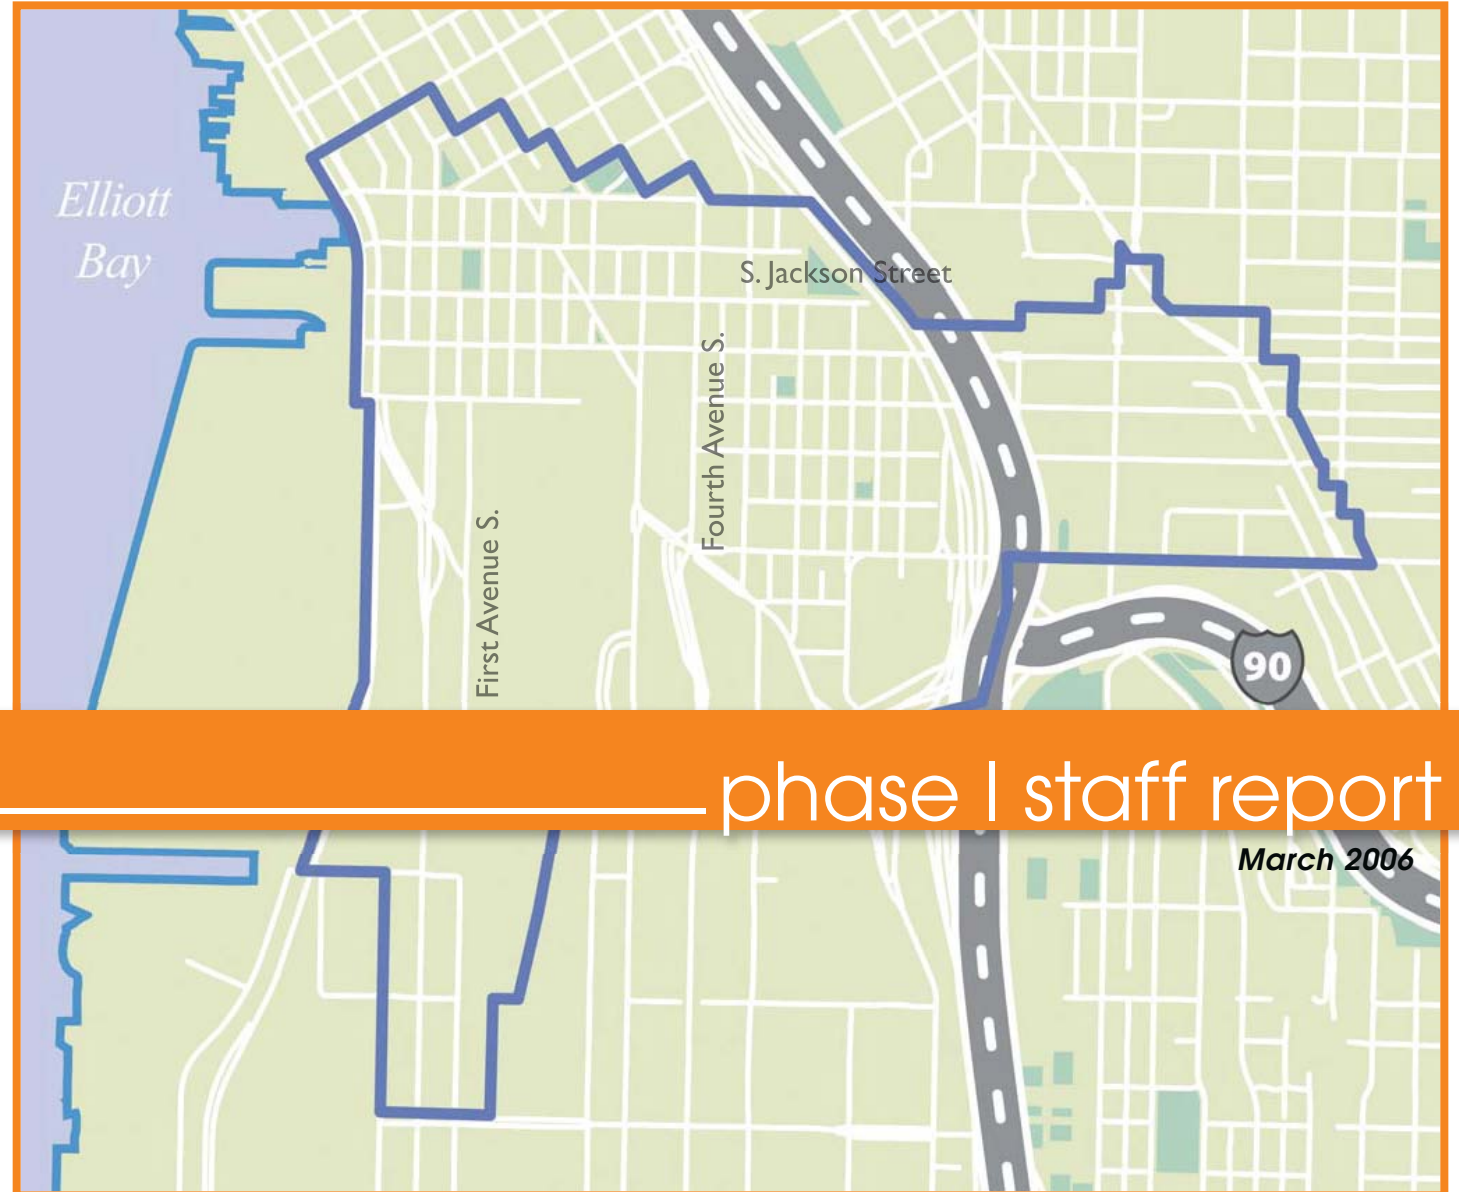 Elliott
Bay
S. Jackson Street
Fourth Avenue S.
First Avenue S.
90
phase I staff report
March 2006